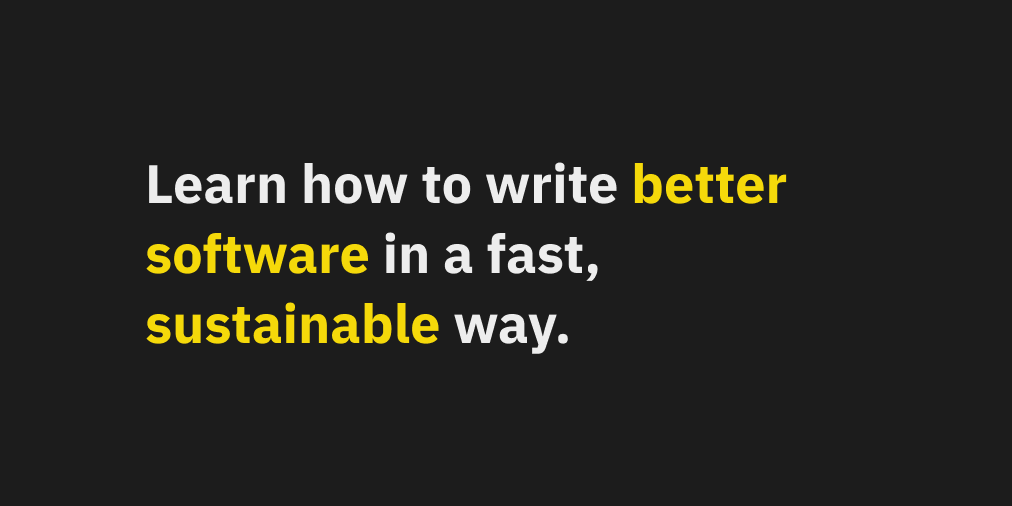 Learn how to write better
software in a fast,
sustainable way.